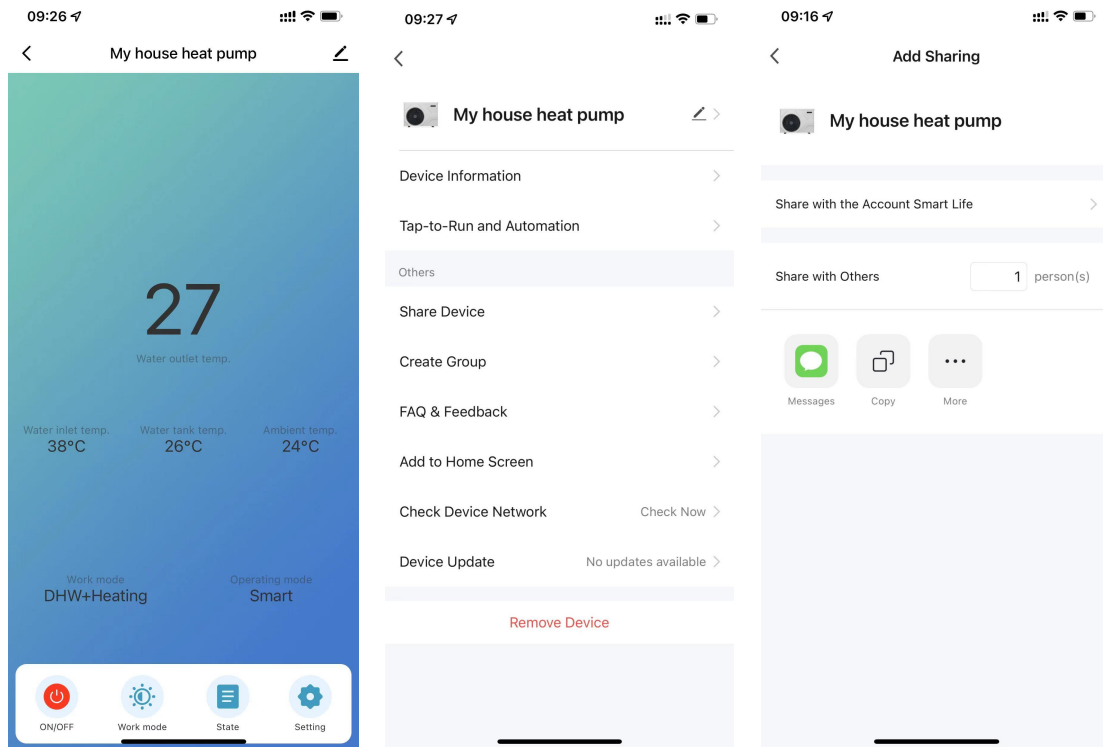 09:26
My house heat pump
27
Water outlet temp.
Water inlet temp. Water tank temp. Ambient temp.
38°C 26°C 24°C
Work mode Operating mode
DHW+Heating Smart
ON/OFF Work mode State Setting
09:27
My house heat pump
Device Information
Tap-to-Run and Automation
Others
Share Device
Create Group
FAQ & Feedback
Add to Home Screen
Check Device Network Check Now
Device Update No updates available
Remove Device
09:16
Add Sharing
My house heat pump
Share with the Account Smart Life
Share with Others 1 person(s)
Messages Copy More